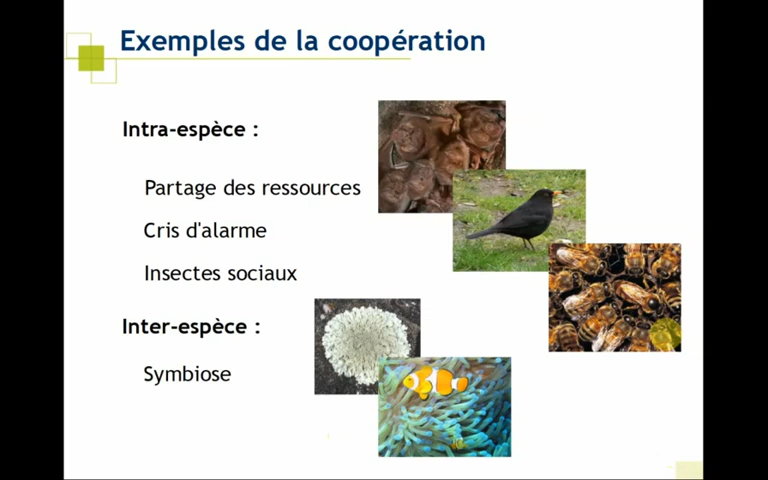 Exemples de la coopération
Intra-espèce :
Partage des ressources
Cris d'alarme
Insectes sociaux
Inter-espèce :
Symbiose